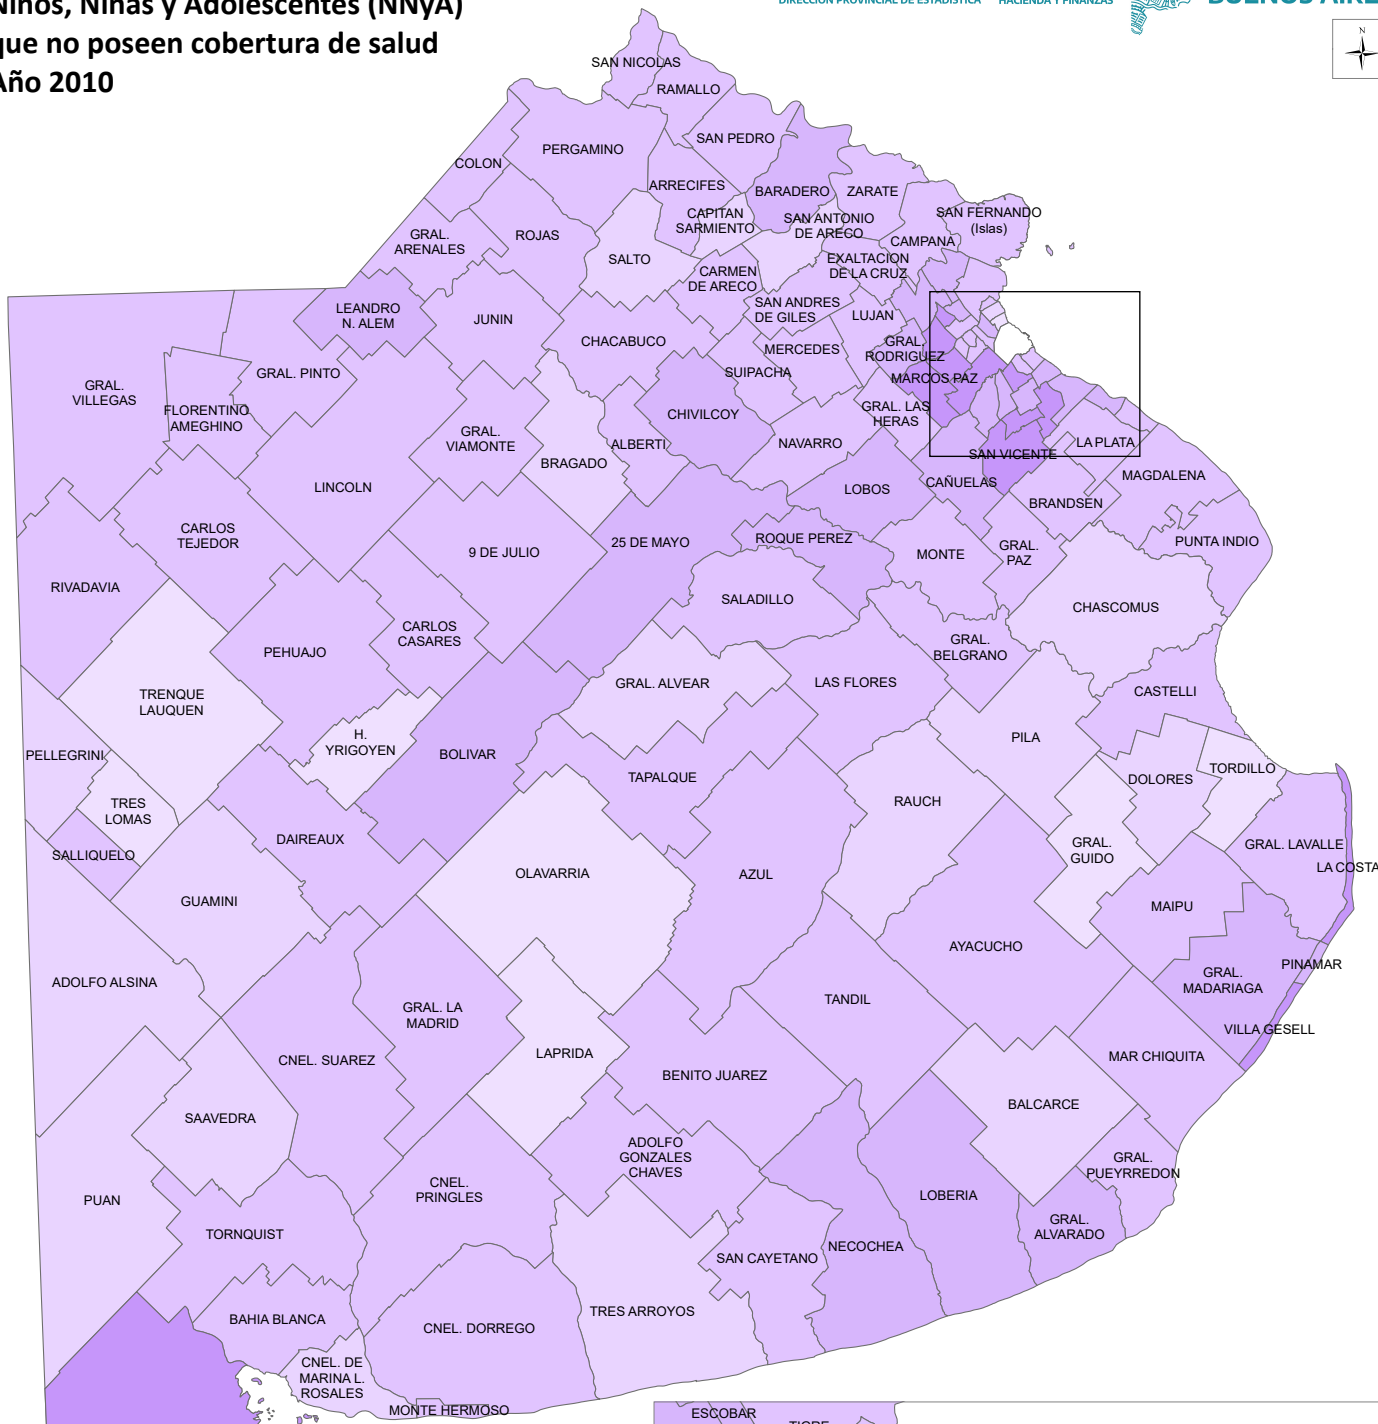 Niños, Niñas y Adolescentes (NNyA)
que no poseen cobertura de salud
Año 2010
DIRECCIÓN PROVINCIAL DE ESTADÍSTICA
HACIENDA Y FINANZAS
BUENOS AIRE
N
SAN NICOLAS
RAMALLO
SAN PEDRO
PERGAMINO
COLON
ARRECIFES
BARADERO
ZARATE
CAPITAN
SARMIENTO
SAN ANTONIO
DE ARECO
SAN FERNANDO
(Islas)
GRAL.
ARENALES
ROJAS
CAMPANA
SALTO
EXALTACION
DE LA CRUZ
CARMEN
DE ARECO
LEANDRO
N. ALEM
JUNIN
SAN ANDRES
DE GILES
LUJAN
CHACABUCO
MERCEDES
GRAL.
RODRIGUEZ
GRAL. PINTO
SUIPACHA
MARCOS PAZ
GRAL.
VILLEGAS
FLORENTINO
AMEGHINO
CHIVILCOY
GRAL. LAS
HERAS
GRAL.
VIAMONTE
ALBERTI
NAVARRO
LA PLATA
BRAGADO
SAN VICENTE
LINCOLN
LOBOS
CAÑUELAS
MAGDALENA
BRANDSEN
CARLOS
TEJEDOR
9 DE JULIO
25 DE MAYO
ROQUE PEREZ
MONTE
GRAL.
PAZ
PUNTA INDIO
RIVADAVIA
SALADILLO
CHASCOMUS
CARLOS
CASARES
PEHUAJO
GRAL.
BELGRANO
TRENQUE
LAUQUEN
GRAL. ALVEAR
LAS FLORES
CASTELLI
H.
YRIGOYEN
PILA
PELLEGRINI
BOLIVAR
TAPALQUE
DOLORES
TORDILLO
TRES
LOMAS
RAUCH
DAIREAUX
GRAL.
GUIDO
GRAL. LAVALLE
SALLIQUELO
LA COSTA
OLAVARRIA
AZUL
GUAMINI
MAIPU
AYACUCHO
ADOLFO ALSINA
GRAL.
MADARIAGA
PINAMAR
GRAL. LA
MADRID
TANDIL
VILLA GESELL
CNEL. SUAREZ
LAPRIDA
MAR CHIQUITA
BENITO JUAREZ
SAAVEDRA
BALCARCE
ADOLFO
GONZALES
CHAVES
GRAL.
PUEYRREDON
PUAN
CNEL.
PRINGLES
LOBERIA
TORNQUIST
GRAL.
ALVARADO
SAN CAYETANO
NECOCHEA
TRES ARROYOS
BAHIA BLANCA
CNEL. DORREGO
CNEL. DE
MARINA L.
ROSALES
MONTE HERMOSO
ESCOBAR
TIGRE